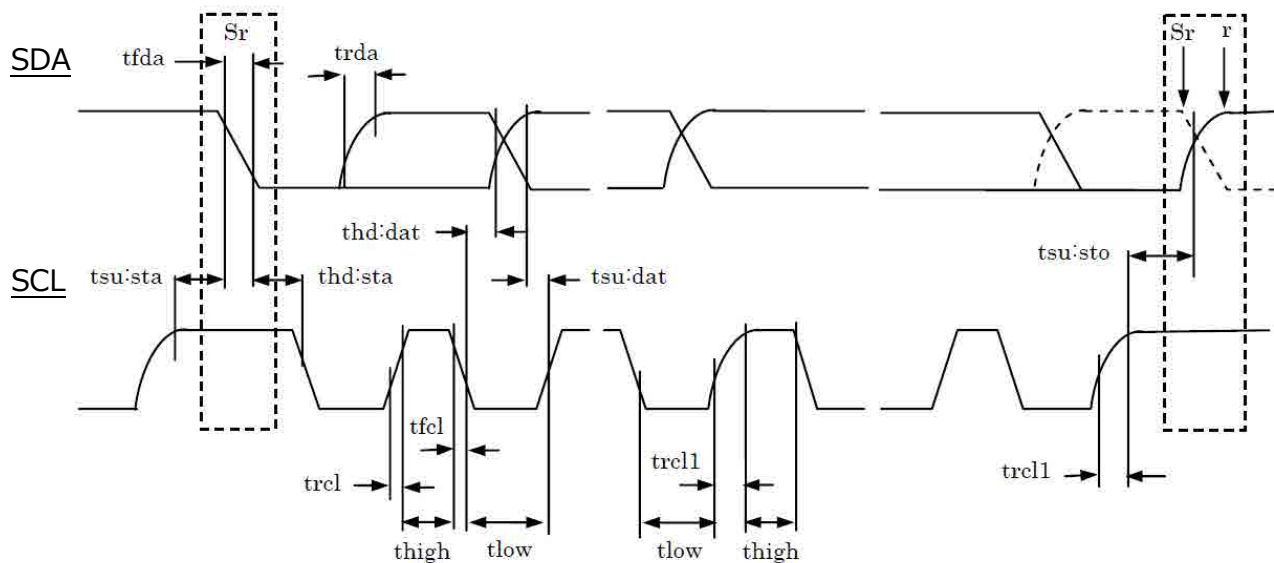 Sr
Sr
r
SDA
tfda
trda
thd:dat
tsu:sto
tsu:sta
thd:sta
tsu:dat
SCL
tfcl
trcl1
trcl
trcl1
thigh
tlow
tlow
thigh